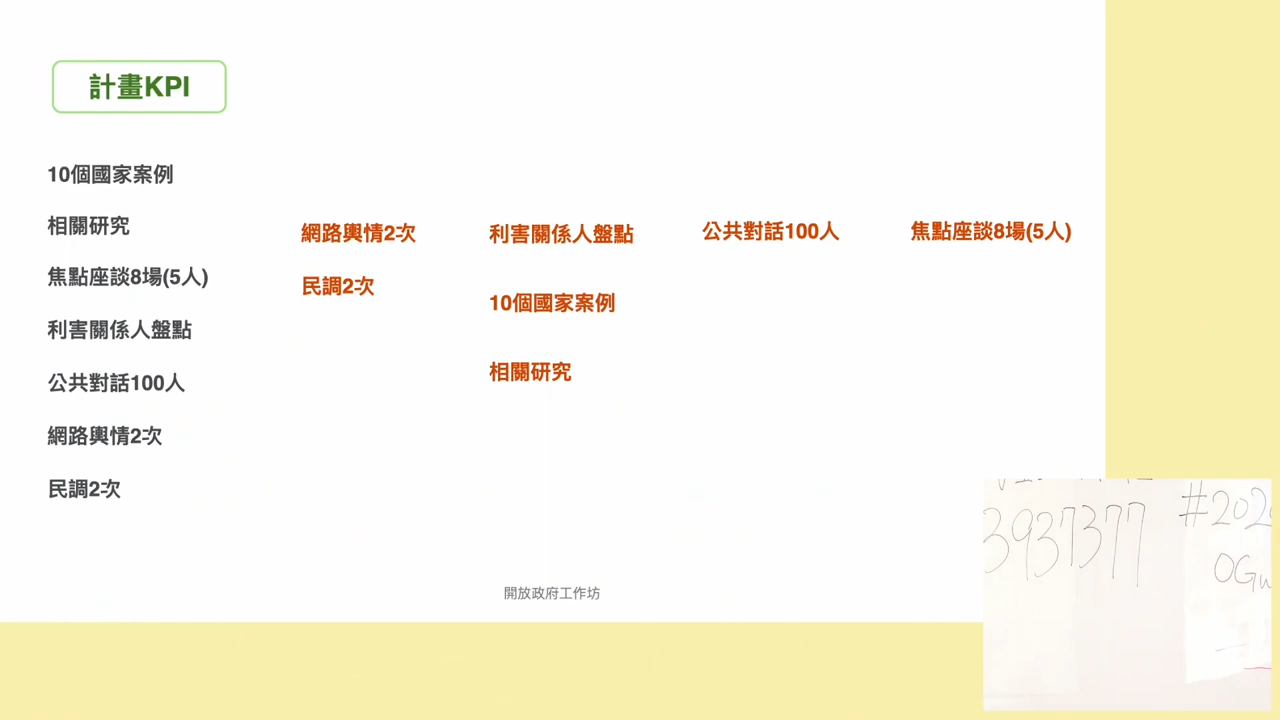 計畫KPI
10個國家案例
相關研究
焦點座談8場(5人)
利害關係人盤點
公共對話100人
網路輿情2次
民調2次
網路輿情2次
民調2次
利害關係人盤點
10個國家案例
相關研究
公共對話100人
焦點座談8場(5人)
開放政府工作坊
3937377
#202
OGw